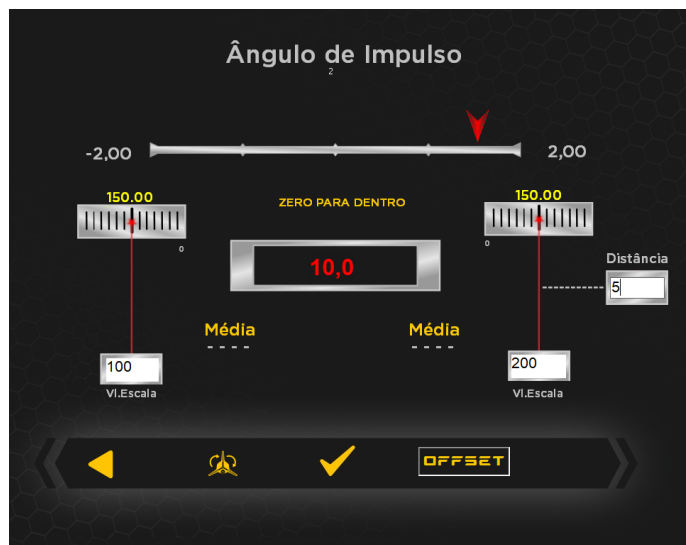 Ângulo de Impulso
2
-2,00
2,00
150.00
ZERO PARA DENTRO
150.00
0
0
Distância
10,0
5
Média
Média
----
----
100
200
Vl.Escala
Vl.Escala
OFFSET